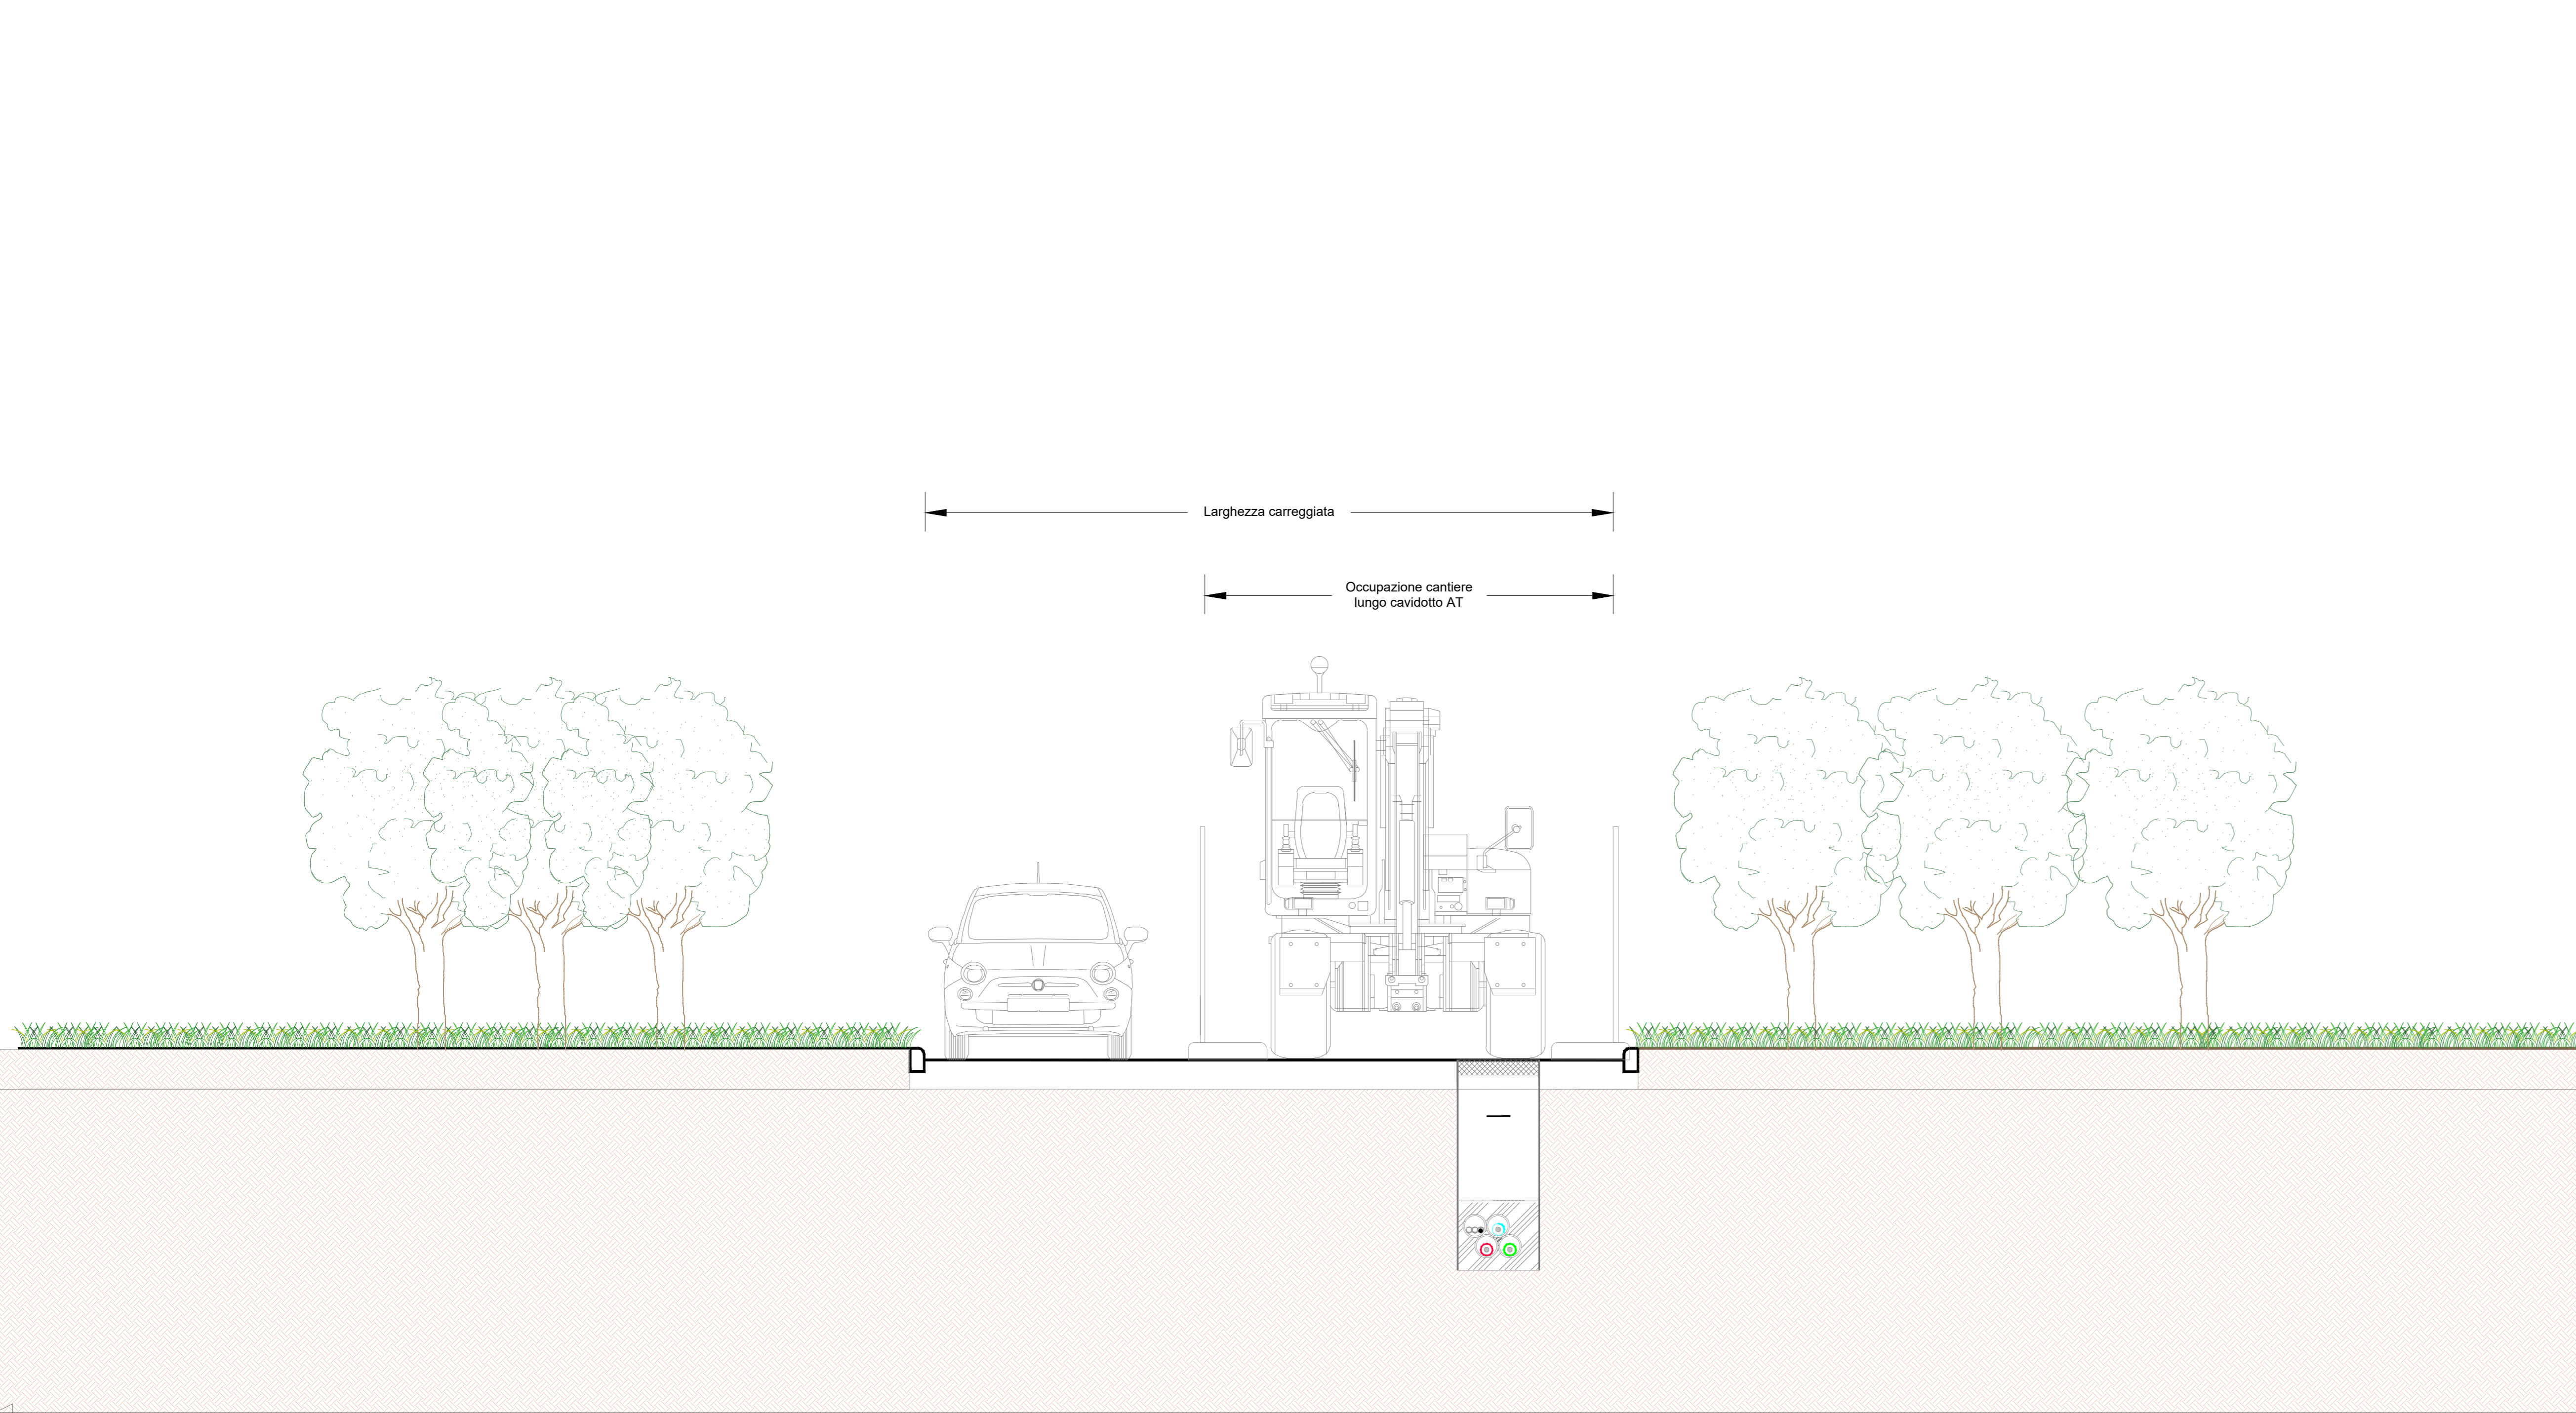 Larghezza carreggiata
Occupazione cantiere
lungo cavidotto AT